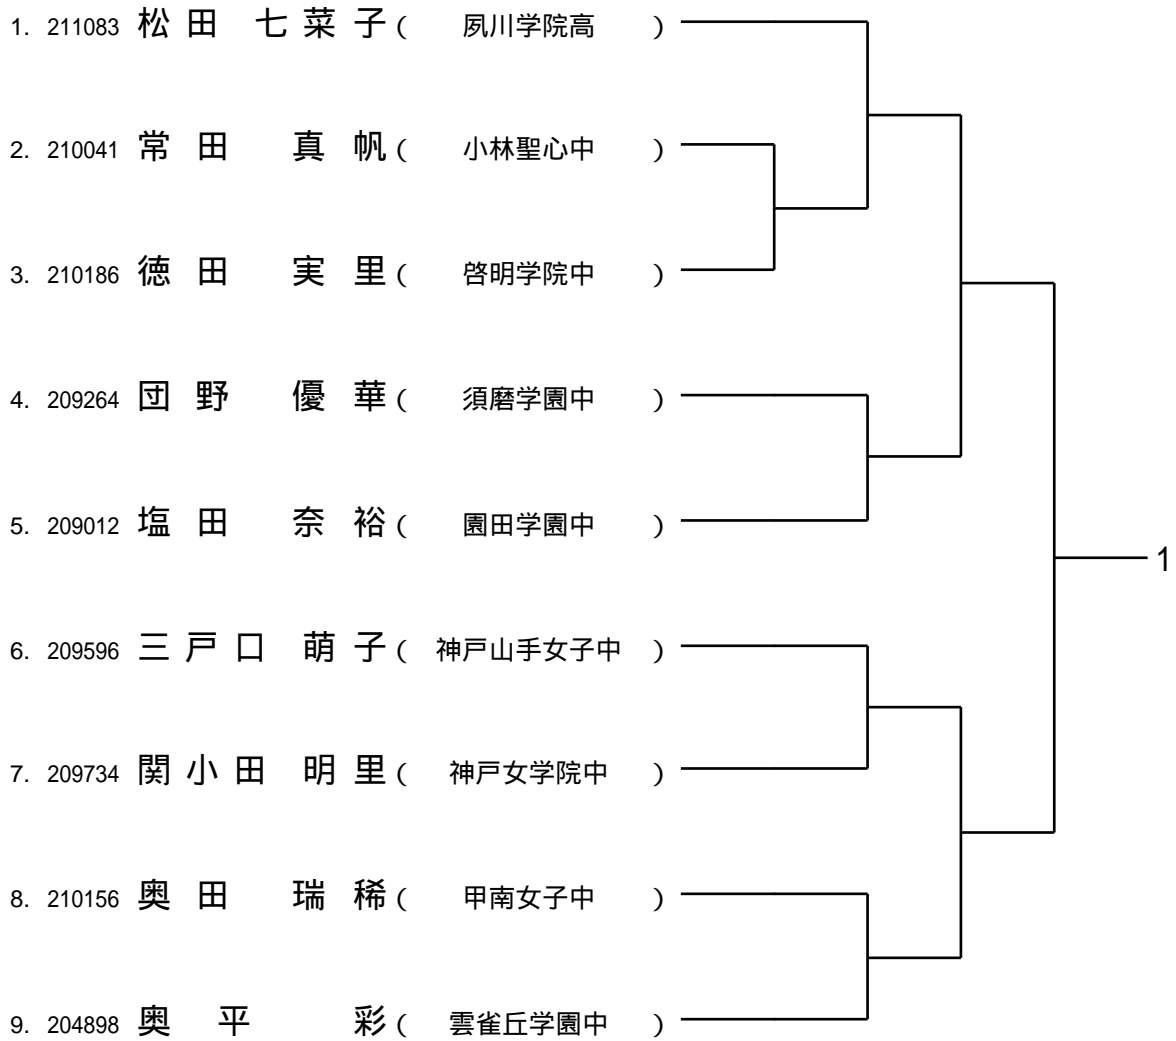 1. 211083 松田 七菜子 ( 夙川学院高 )
2. 210041 常田 真帆 ( 小林聖心中 )
3. 210186 徳田 実里 ( 啓明学院中 )
4. 209264 団野 優華 ( 須磨学園中 )
5. 209012 塩田 奈裕 ( 園田学園中 )
1
6. 209596 三戸口 萌子 ( 神戸山手女子中 )
7. 209734 関小田 明里 ( 神戸女学院中 )
8. 210156 奥田 瑞稀 ( 甲南女子中 )
9. 204898 奥平 彩 ( 雲雀丘学園中 )